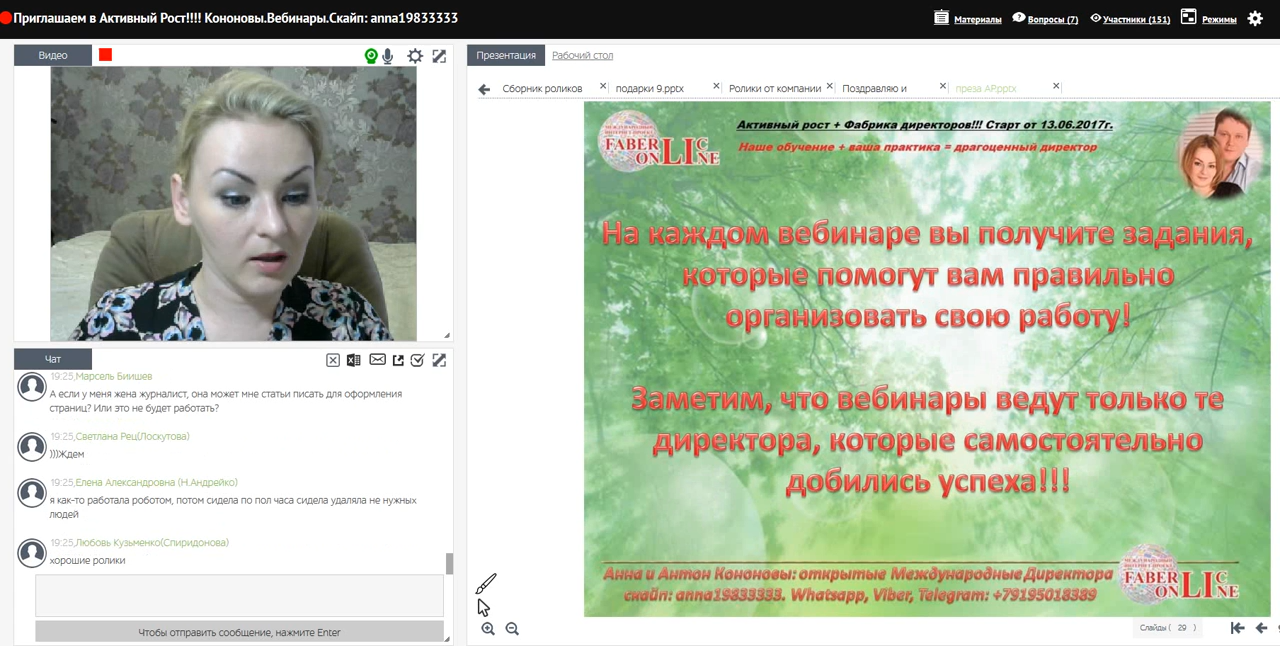 Приглашаем в Активный Рост!!!! Кононовы.Вебинары.Скайп: anna19833333
Материалы
Вопросы (7)
Участники (151)
Режимы
Видео
Презентация
Рабочий стол
Сборник роликов
подарки 9.pptx
Ролики от компании
Поздравляю и
преза АР.pptx
МЕЖДУНАРОДНЫЙ
ИНТЕРНЕТ-ПРОЕКТ
FABERLIC
ONLINE
Активный рост + Фабрика директоров!!! Старт от 13.06.2017г.
Наше обучение + ваша практика = драгоценный директор
На каждом вебинаре вы получите задания,
которые помогут вам правильно
организовать свою работу!
Заметим, что вебинары ведут только те
директора, которые самостоятельно
добились успеха!!!
Анна и Антон Кононовы: открытые Международные Директора
скайп: anna19833333. Whatsapp, Viber, Telegram: +79195018389
FABERLIC
ONLINE
Слайды ( 29 )
Чат
19:25,Марсель Биишев
А если у меня жена журналист, она может мне статьи писать для оформления
страниц? Или это не будет работать?
19:25,Светлана Рец(Лоскутова)
)))Ждем
19:25,Елена Александровна (Н.Андрейко)
я как-то работала роботом, потом сидела по пол часа сидела удаляла не нужных
людей
19:25,Любовь Кузьменко(Спиридонова)
хорошие ролики
Чтобы отправить сообщение, нажмите Enter